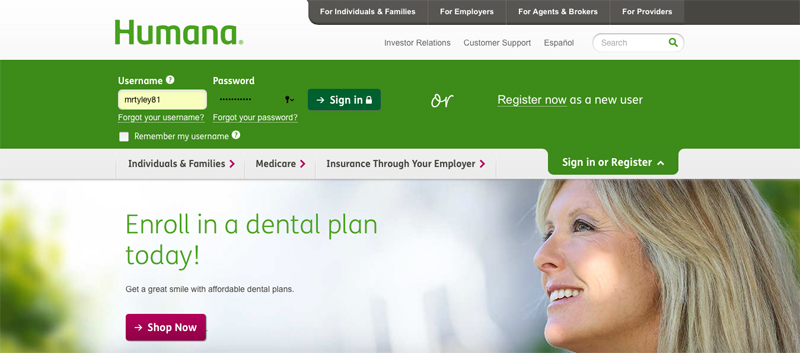 For Individuals & Families For Employers For Agents & Brokers For Providers
Humana®
Investor Relations Customer Support Español Search
Username ? Password
mrtyley81 ••••••••••• → Sign in or Register now as a new user
Forgot your username? Forgot your password?
Remember my username ?
Individuals & Families Medicare Insurance Through Your Employer Sign in or Register
Enroll in a dental plan
today!
Get a great smile with affordable dental plans.
→ Shop Now